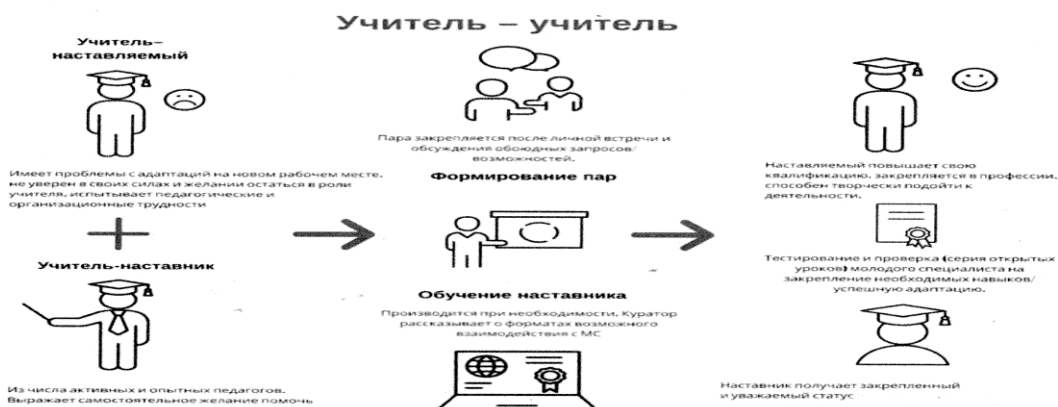 Учитель – учитель
Учитель–
наставляемый
Имеет проблемы с адаптаций на новом рабочем месте,
не уверен в своих силах и желании остаться в роли
учителя, испытывает педагогические и
организационные трудности
Учитель-наставник
Из числа активных и опытных педагогов.
Выражает самостоятельное желание помочь
Пара закрепляется после личной встречи и
обсуждения обоюдных запросов/
возможностей.
Формирование пар
Обучение наставника
Производится при необходимости. Куратор
рассказывает о форматах возможного
взаимодействия с МС
Наставляемый повышает свою
квалификацию, закрепляется в профессии,
способен творчески подойти к
деятельности.
Тестирование и проверка (серия открытых
уроков) молодого специалиста на
закрепление необходимых навыков/
успешную адаптацию.
Наставник получает закрепленный
и уважаемый статус